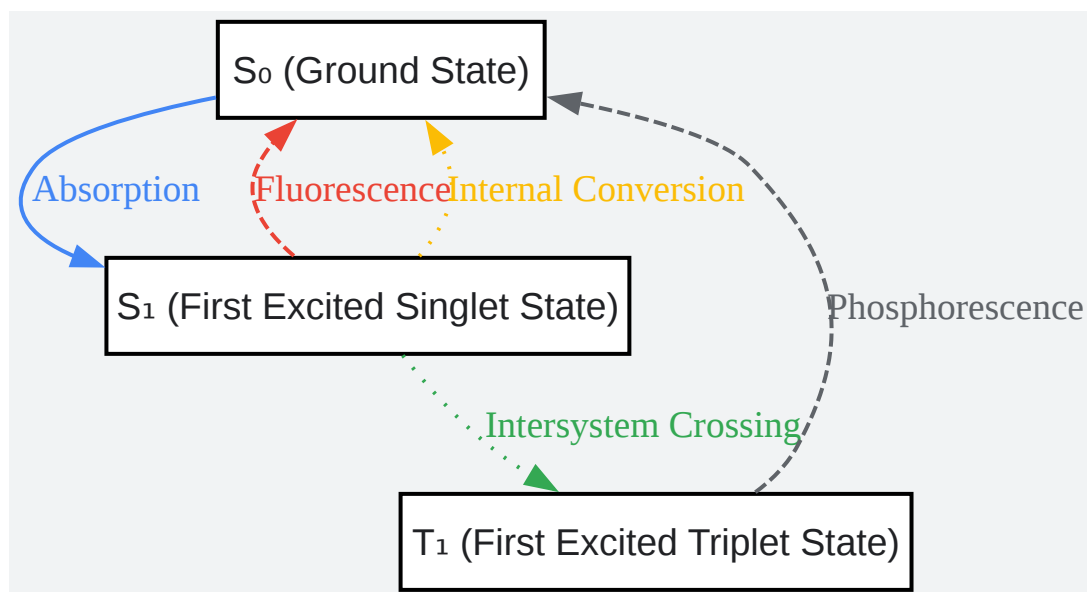 S₀ (Ground State)
Absorption
Fluorescence
Internal Conversion
S₁ (First Excited Singlet State)
Phosphorescence
Intersystem Crossing
T₁ (First Excited Triplet State)